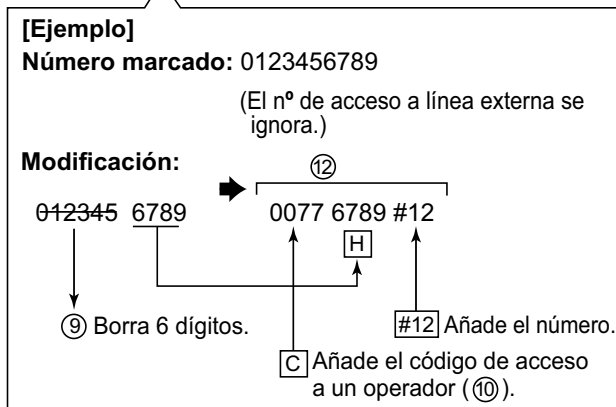 [Ejemplo]
Número marcado: 0123456789
(El nº de acceso a línea externa se
ignora.)
Modificación:
⑫
012345 6789
0077 6789 #12
H
⑨ Borra 6 dígitos.
#12 Añade el número.
C Añade el código de acceso
a un operador (⑩).